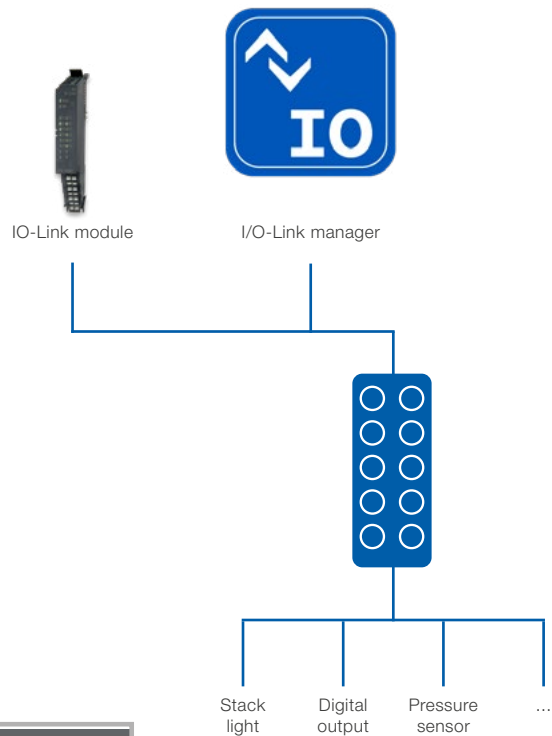 IO
IO-Link module
I/O-Link manager
Stack
light
Digital
output
Pressure
sensor
...